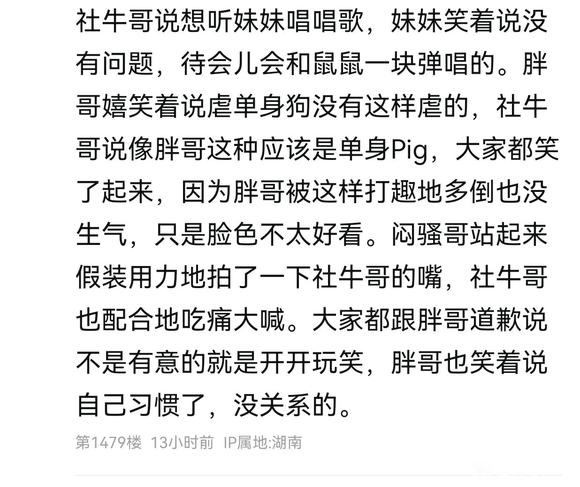 社牛哥说想听妹妹唱唱歌，妹妹笑着说没
有问题，待会儿会和鼠鼠一块弹唱的。胖
哥嬉笑着说虐单身狗没有这样虐的，社牛
哥说像胖哥这种应该是单身Pig，大家都笑
了起来，因为胖哥被这样打趣地多倒也没
生气，只是脸色不太好看。闷骚哥站起来
假装用力地拍了一下社牛哥的嘴，社牛哥
也配合地吃痛大喊。大家都跟胖哥道歉说
不是有意的就是开开玩笑，胖哥也笑着说
自己习惯了，没关系的。
第1479楼 13小时前 IP属地:湖南